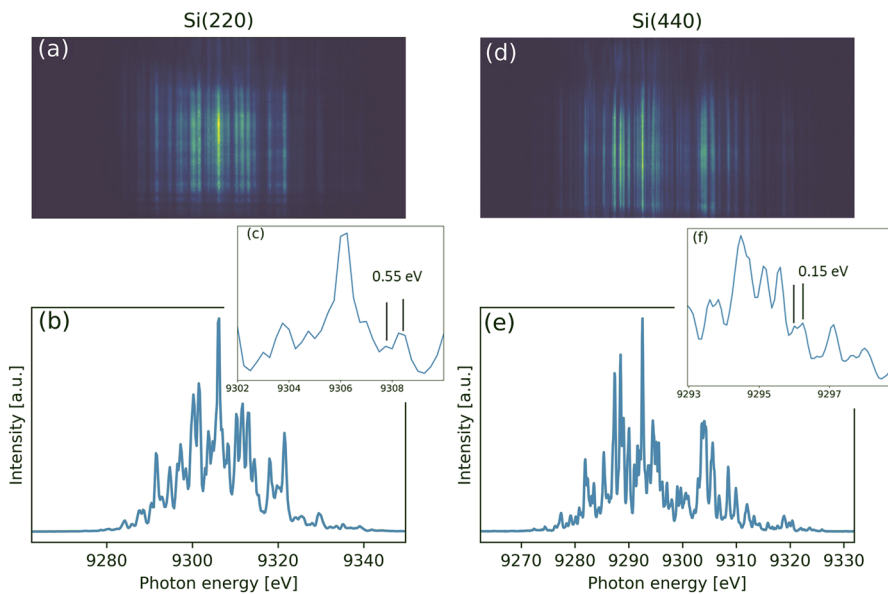 Si(220)
Si(440)
(a)
(d)
(c)
0.55 eV
9302 9304 9306 9308
(f)
0.15 eV
9293 9295 9297
(b)
Intensity [a.u.]
9280 9300 9320 9340
Photon energy [eV]
(e)
Intensity [a.u.]
9270 9280 9290 9300 9310 9320 9330
Photon energy [eV]